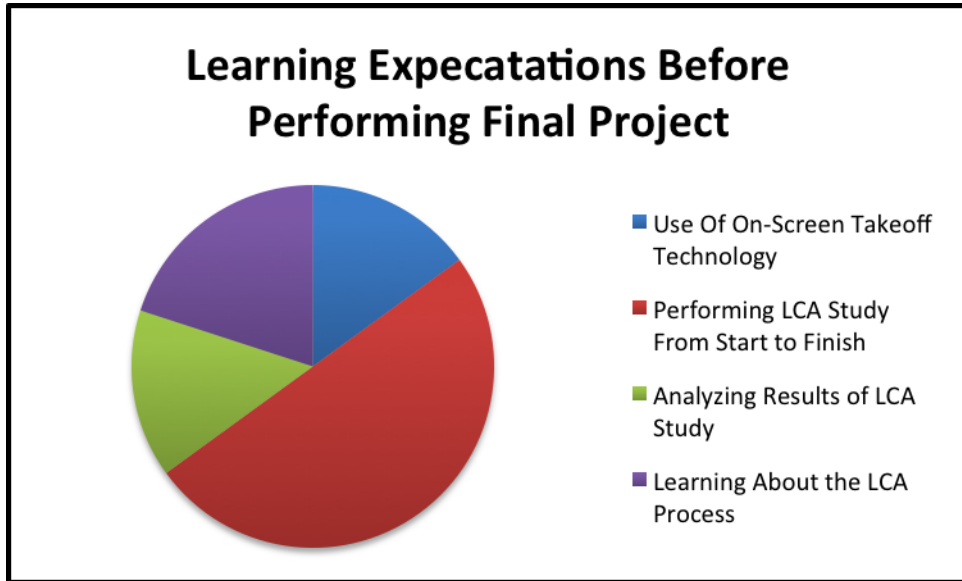 Learning Expecatations Before
Performing Final Project
Use Of On-Screen Takeoff
Technology
Performing LCA Study
From Start to Finish
Analyzing Results of LCA
Study
Learning About the LCA
Process